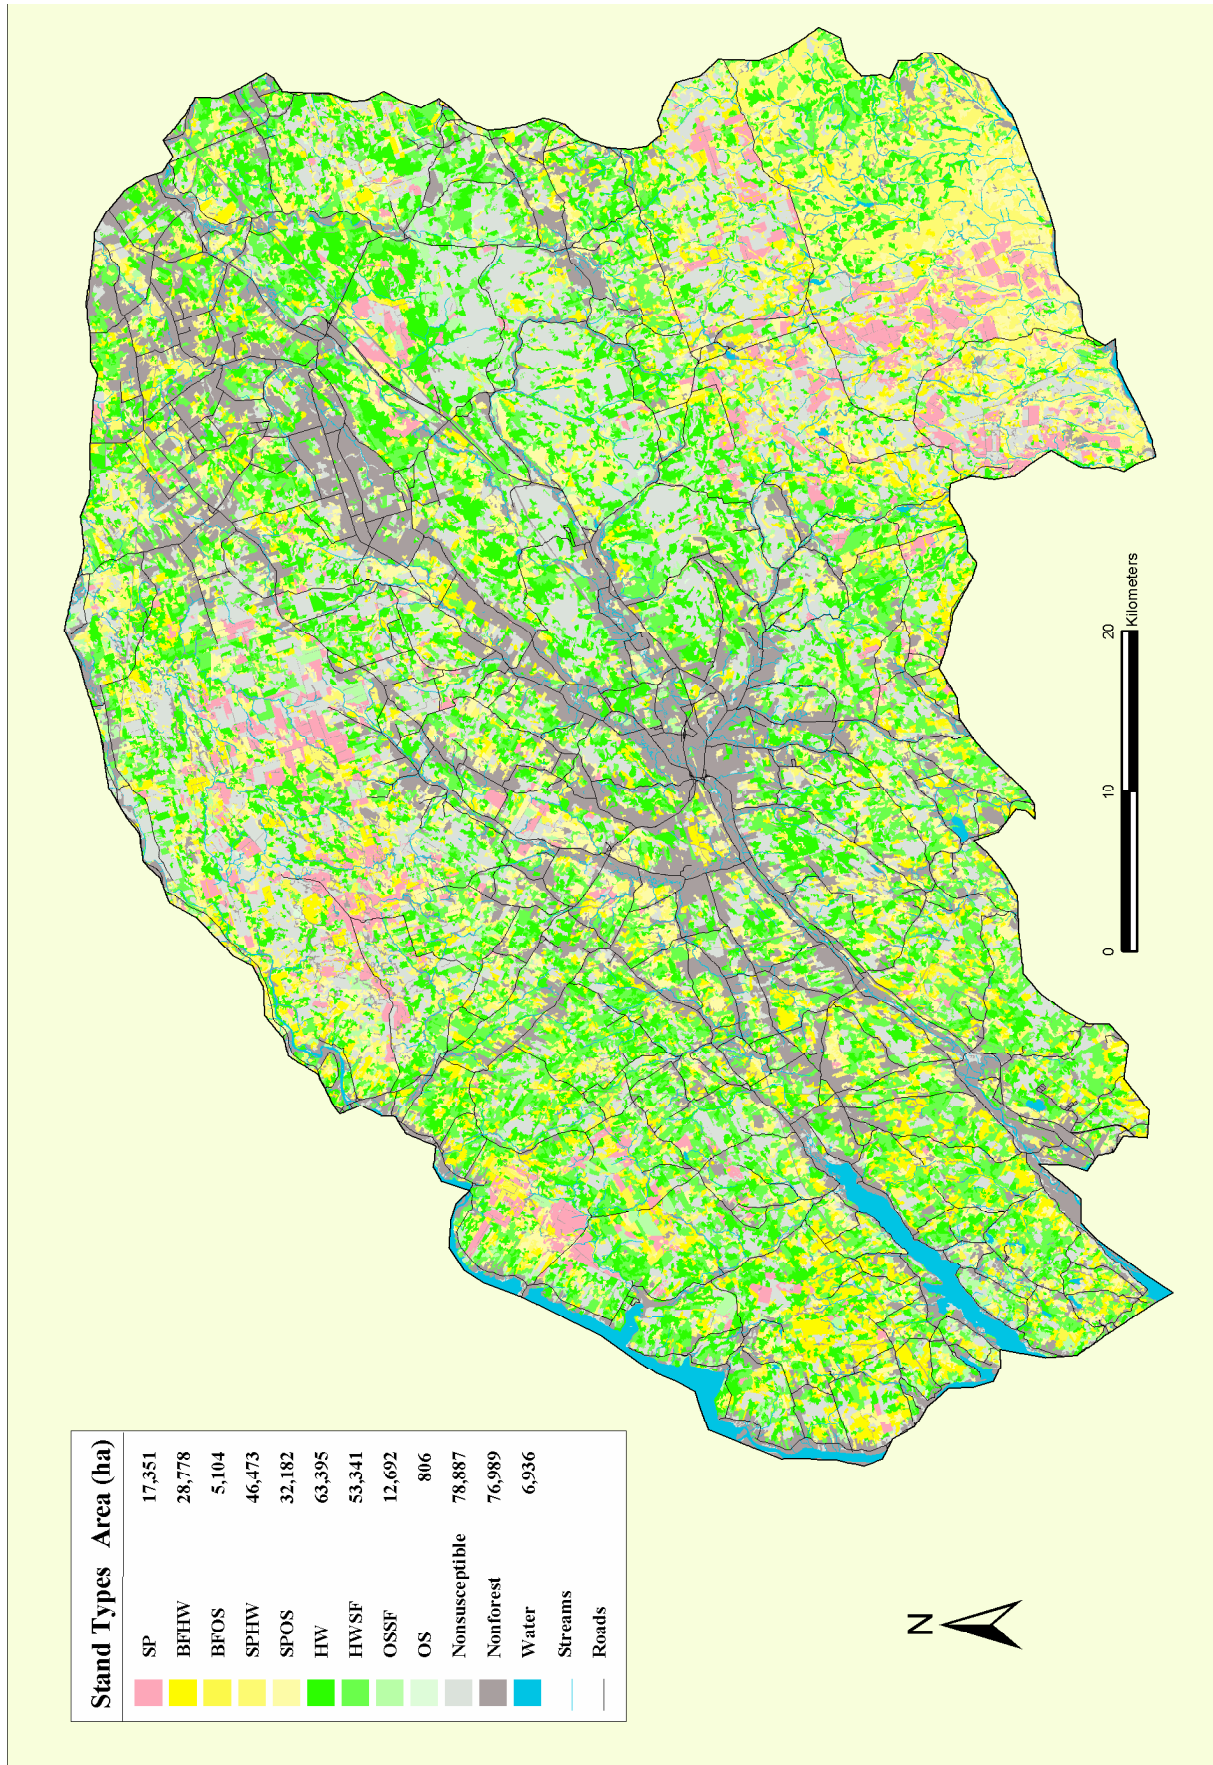 Stand Types Area (ha)
SP 17,351
BFHW 28,778
BFOS 5,104
SPHW 46,473
SPOS 32,182
HW 63,395
HWSF 53,341
OSSF 12,692
OS 806
Nonsusceptible 78,887
Nonforest 76,989
Water 6,936
Streams
Roads
N
0 10 20
Kilometers